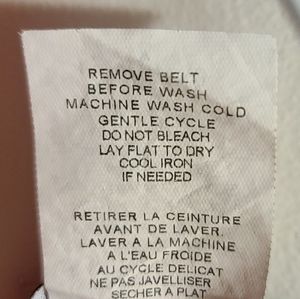 REMOVE BELT
BEFORE WASH
MACHINE WASH COLD
GENTLE CYCLE
DO NOT BLEACH
LAY FLAT TO DRY
COOL IRON
IF NEEDED
RETIRER LA CEINTURE
AVANT DE LAVER.
LAVER A LA MACHINE
A L'EAU FROIDE
AU CYCLE DELICAT
NE PAS JAVELLISER
SECHER A PLAT